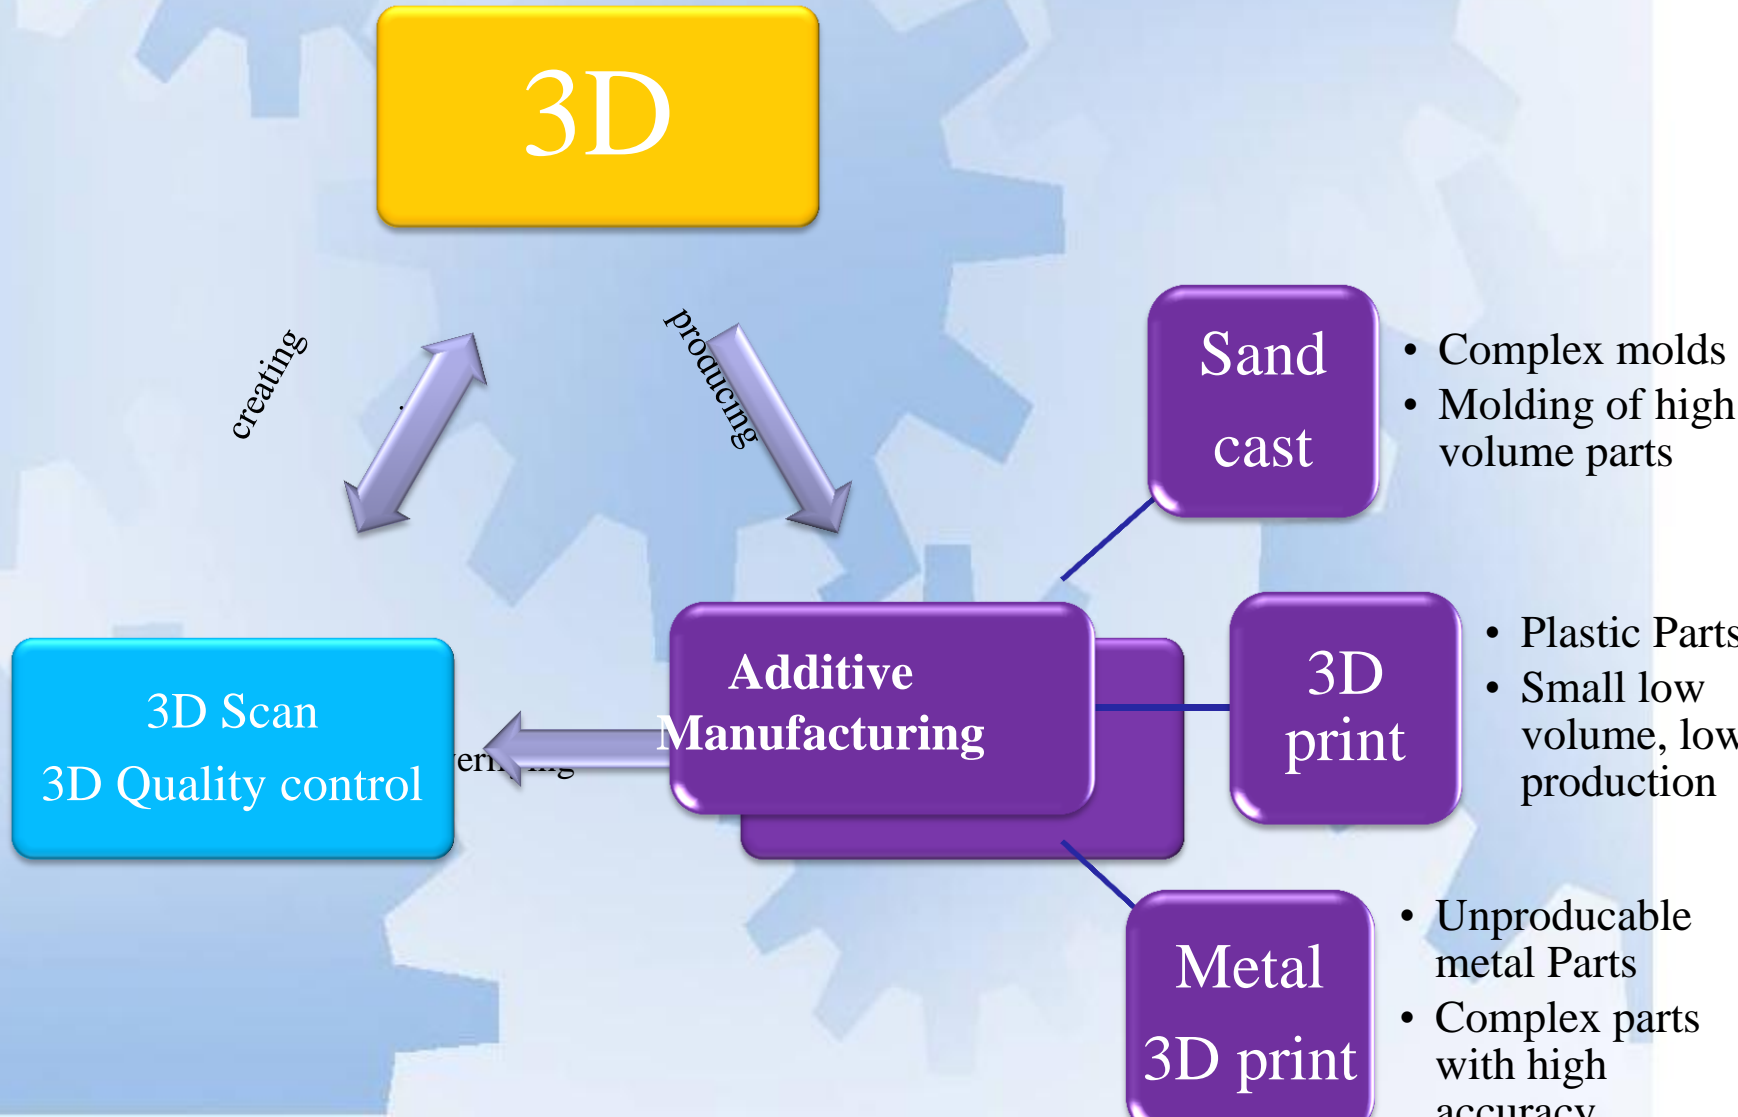 3D
creating
producing
Sand
cast
• Complex molds
• Molding of high
volume parts
Additive
Manufacturing
3D Scan
3D Quality control
3D
print
• Plastic Parts
• Small low
volume, low
production
Metal
3D print
• Unproducable
metal Parts
• Complex parts
with high
accuracy